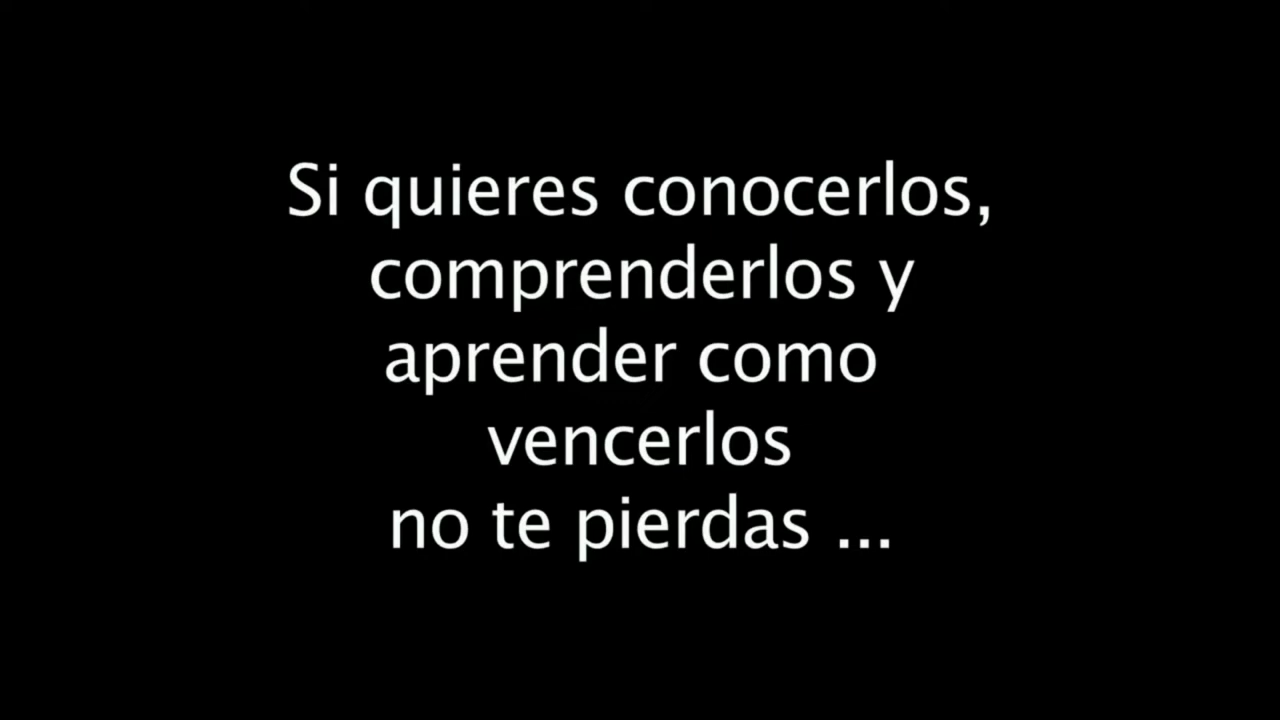 Si quieres conocerlos,
comprenderlos y
aprender como
vencerlos
no te pierdas ...